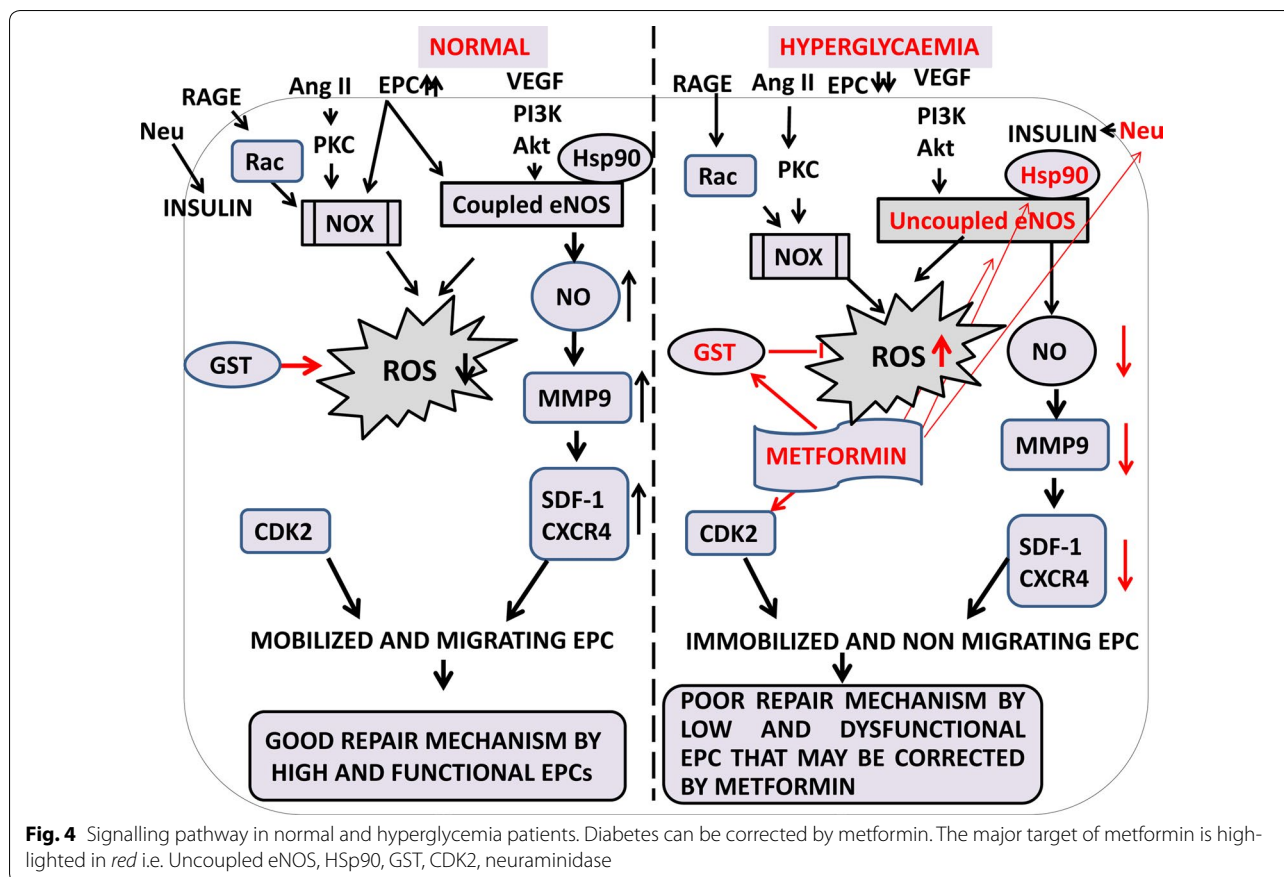 NORMAL
RAGE
Ang II
EPC
VEGF
Neu
PKC
PI3K
Akt
Hsp90
Rac
INSULIN
NOX
Coupled eNOS
NO
GST
ROS
MMP9
SDF-1
CXCR4
CDK2
MOBILIZED AND MIGRATING EPC
GOOD REPAIR MECHANISM BY
HIGH AND FUNCTIONAL EPCs
HYPERGLYCAEMIA
RAGE
Ang II
EPC
VEGF
PI3K
Akt
INSULIN
Neu
Rac
PKC
Hsp90
Uncoupled eNOS
NOX
GST
ROS
NO
METFORMIN
MMP9
CDK2
SDF-1
CXCR4
IMMOBILIZED AND NON MIGRATING EPC
POOR REPAIR MECHANISM BY
LOW AND DYSFUNCTIONAL
EPC THAT MAY BE CORRECTED
BY METFORMIN
Fig. 4 Signalling pathway in normal and hyperglycemia patients. Diabetes can be corrected by metformin. The major target of metformin is high-
lighted in red i.e. Uncoupled eNOS, HSp90, GST, CDK2, neuraminidase